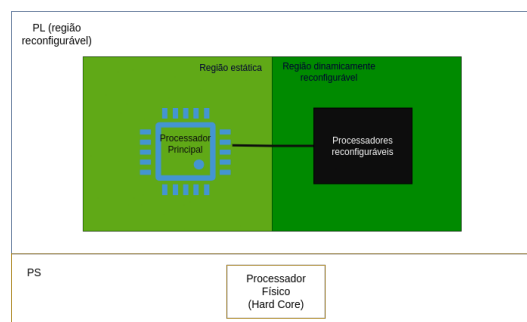 PL (região
reconfigurável)
Região estática
Região dinamicamente
reconfigurável
Processador
Principal
Processadores
reconfiguráveis
PS
Processador
Físico
(Hard Core)